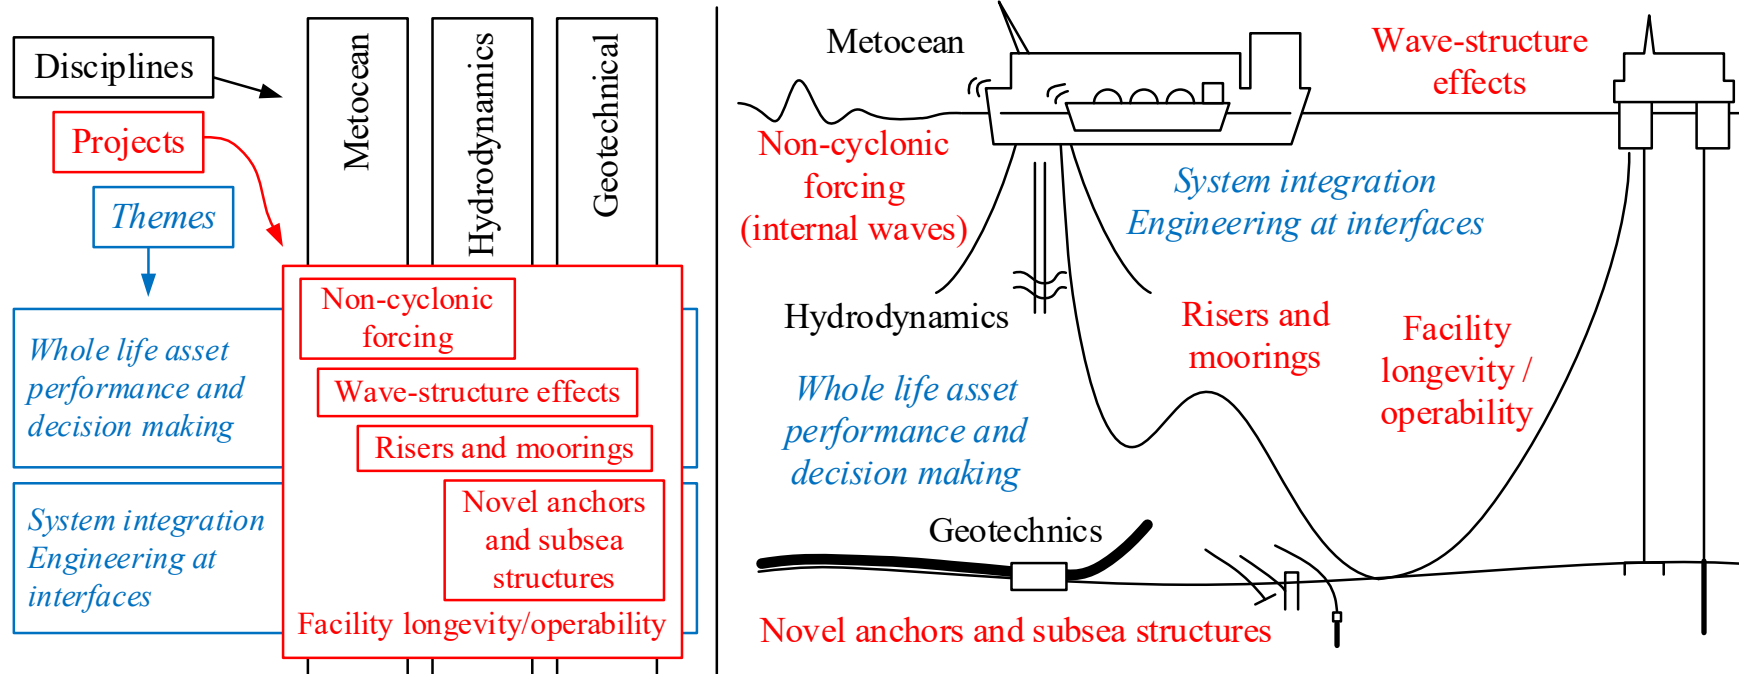 Disciplines
Projects
Themes
Metocean
Hydrodynamics
Geotechnical
Whole life asset
performance and
decision making
System integration
Engineering at
interfaces
Non-cyclonic
forcing
Wave-structure effects
Risers and moorings
Novel anchors
and subsea
structures
Facility longevity/operability
Metocean
Wave-structure
effects
Non-cyclonic
forcing
(internal waves)
System integration
Engineering at interfaces
Hydrodynamics
Risers and
moorings
Facility
longevity /
operability
Whole life asset
performance and
decision making
Geotechnics
Novel anchors and subsea structures